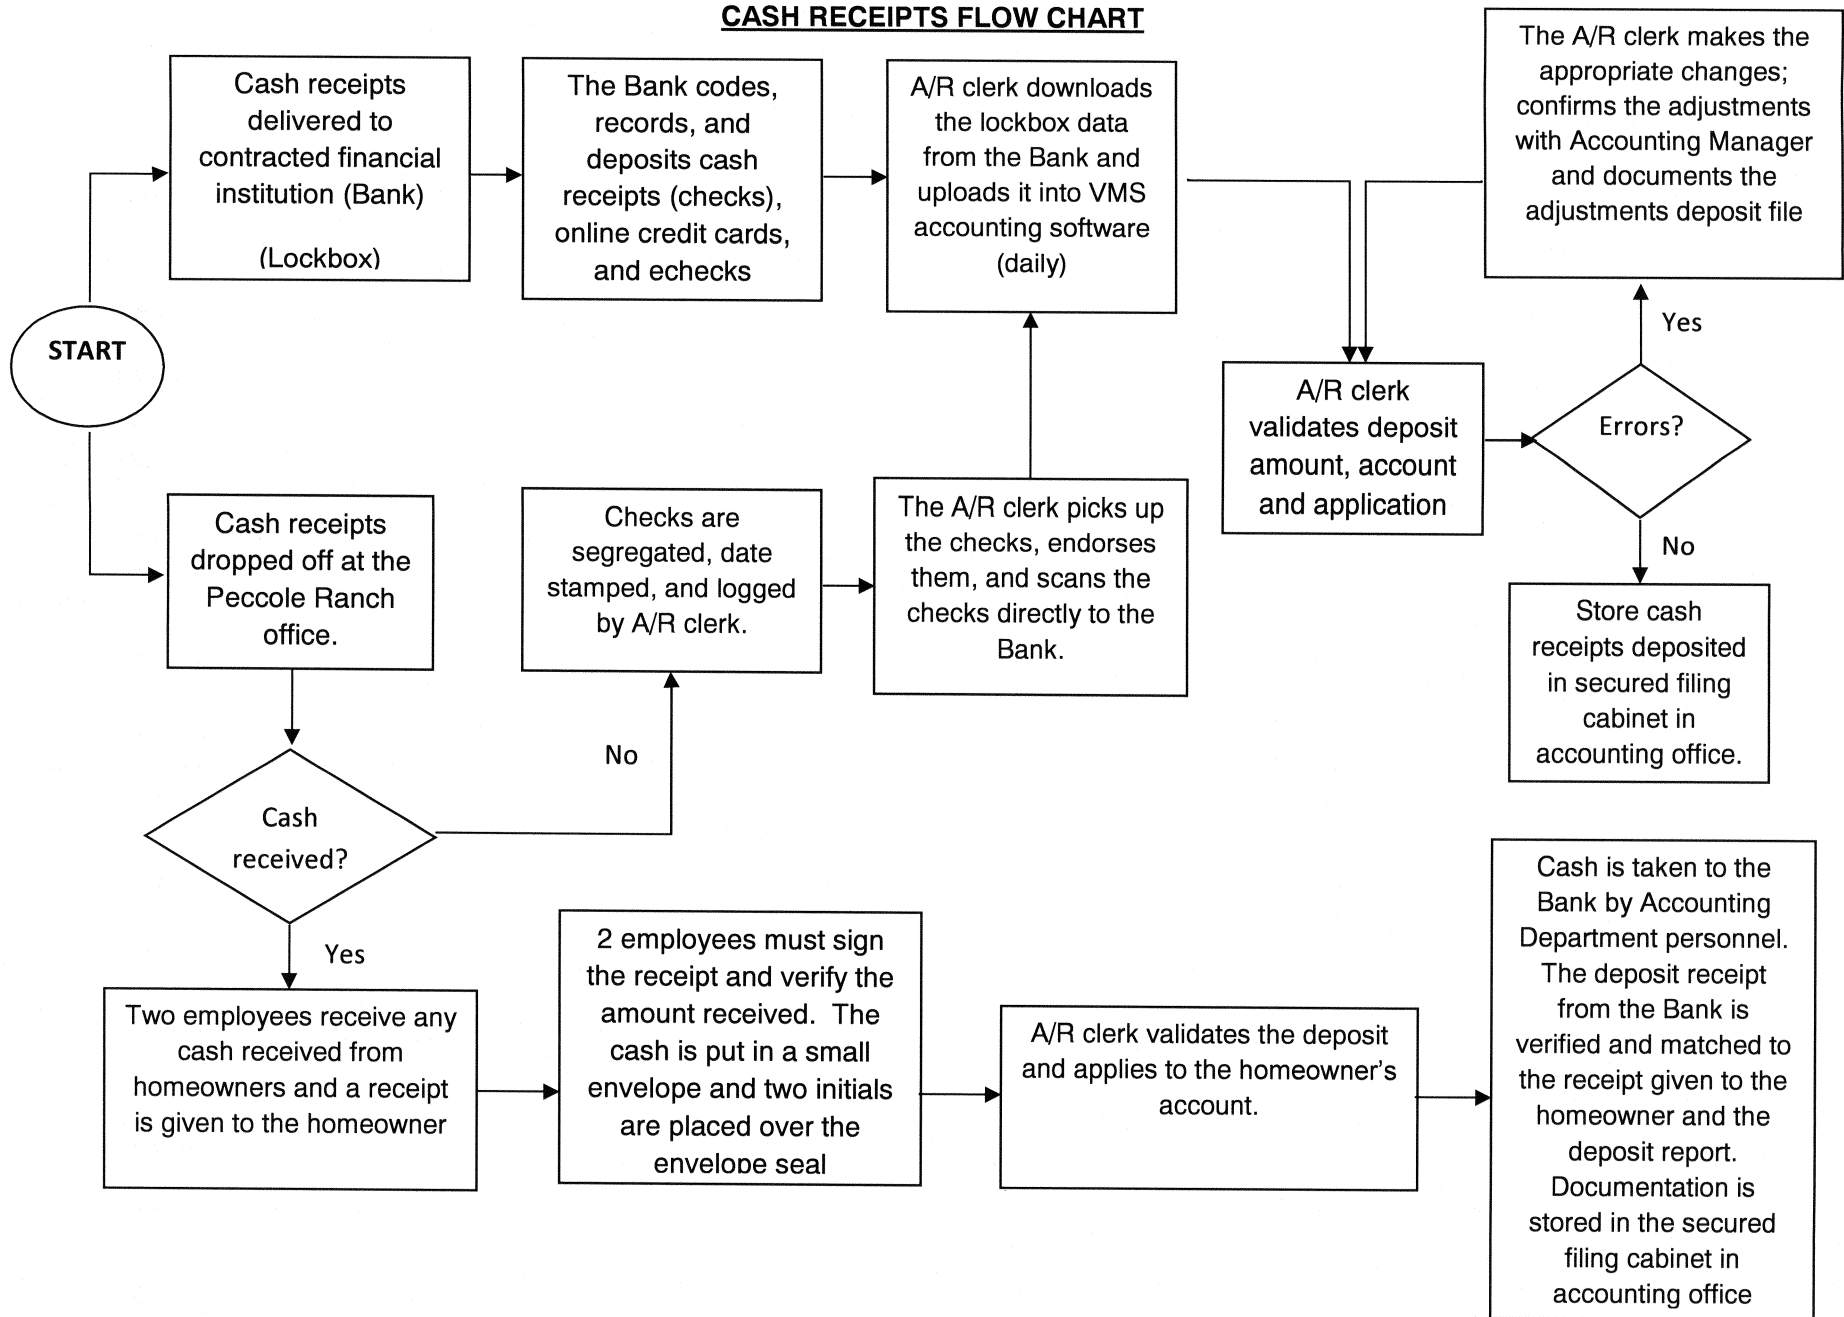 CASH RECEIPTS FLOW CHART
Cash receipts
delivered to
contracted financial
institution (Bank)
(Lockbox)
The Bank codes,
records, and
deposits cash
receipts (checks),
online credit cards,
and echecks
A/R clerk downloads
the lockbox data
from the Bank and
uploads it into VMS
accounting software
(daily)
The A/R clerk makes the
appropriate changes;
confirms the adjustments
with Accounting Manager
and documents the
adjustments deposit file
START
Yes
A/R clerk
validates deposit
amount, account
and application
Errors?
No
Cash receipts
dropped off at the
Peccole Ranch
office.
Checks are
segregated, date
stamped, and logged
by A/R clerk.
The A/R clerk picks up
the checks, endorses
them, and scans the
checks directly to the
Bank.
Store cash
receipts deposited
in secured filing
cabinet in
accounting office.
No
Cash
received?
Yes
Two employees receive any
cash received from
homeowners and a receipt
is given to the homeowner
2 employees must sign
the receipt and verify the
amount received.  The
cash is put in a small
envelope and two initials
are placed over the
envelope seal
A/R clerk validates the deposit
and applies to the homeowner's
account.
Cash is taken to the
Bank by Accounting
Department personnel.
The deposit receipt
from the Bank is
verified and matched to
the receipt given to the
homeowner and the
deposit report.
Documentation is
stored in the secured
filing cabinet in
accounting office